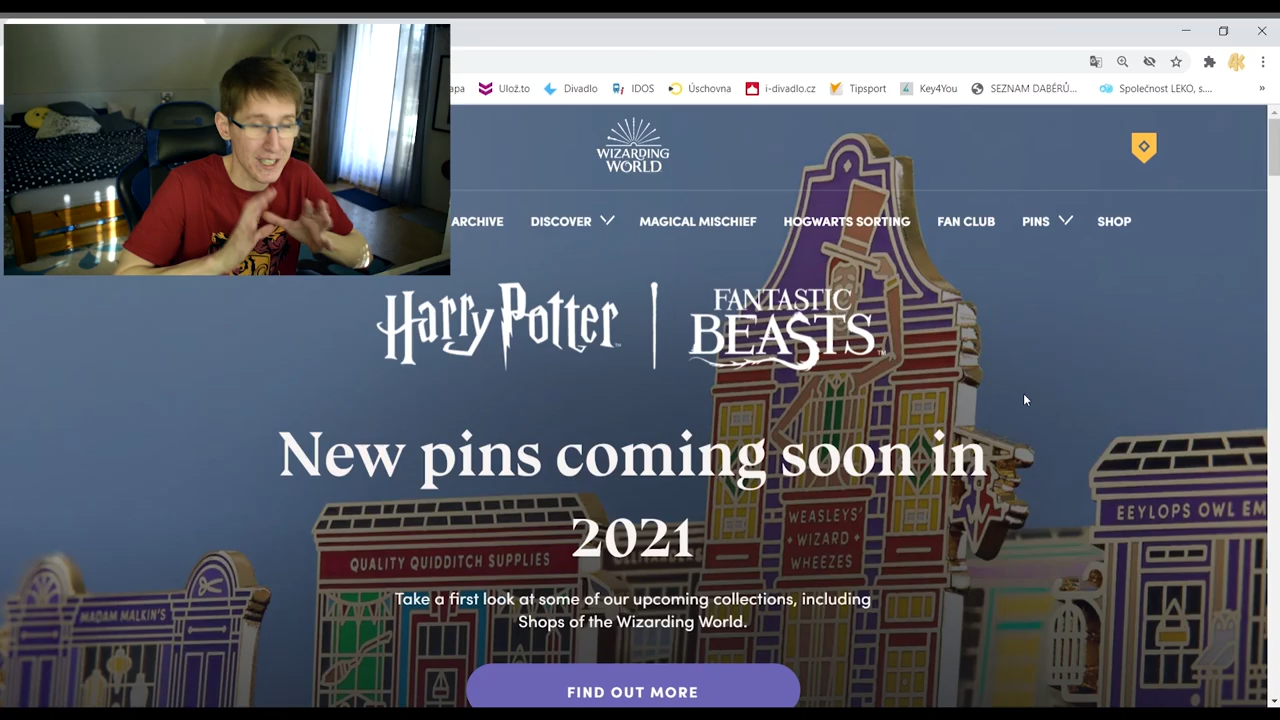 apa Ulož.to Divadlo IDOS Úschovna i-divadlo.cz Tipsport Key4You SEZNAM DABÉRŮ... Společnost LEKO, s....
WIZARDING
WORLD
ARCHIVE DISCOVER MAGICAL MISCHIEF HOGWARTS SORTING FAN CLUB PINS SHOP
Harry Potter™ | FANTASTIC
BEASTS™
New pins coming soon in
2021
Take a first look at some of our upcoming collections, including
Shops of the Wizarding World.
FIND OUT MORE
MADAM MALKIN'S
QUALITY QUIDDITCH SUPPLIES
WEASLEYS'
WIZARD
WHEEZES
W
EEYLOPS OWL EM